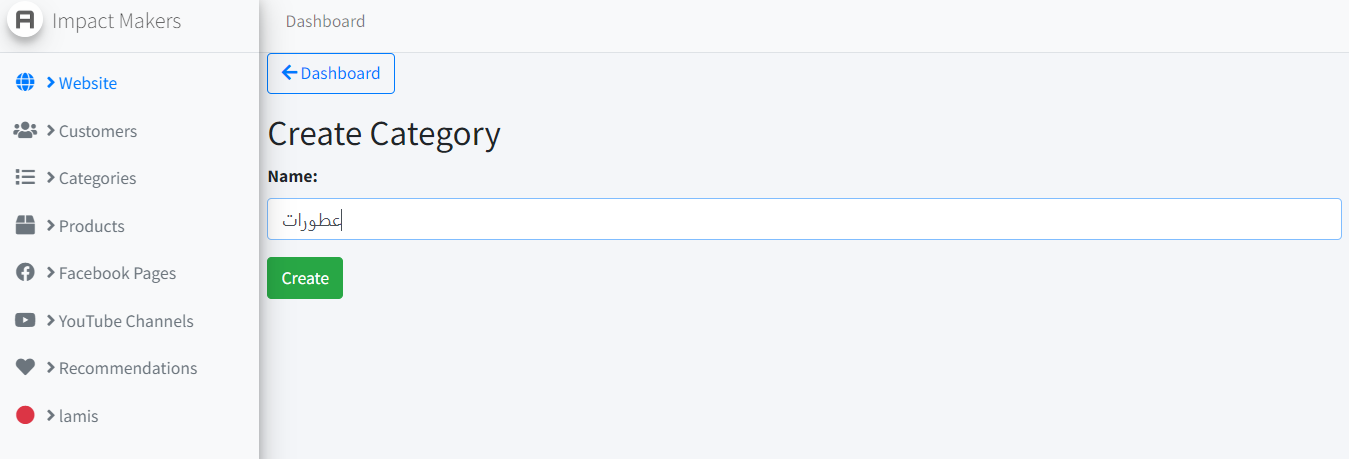 Impact Makers
Dashboard
Website
Customers
Categories
Products
Facebook Pages
YouTube Channels
Recommendations
lamis
Dashboard
Create Category
Name:
عطورات
Create